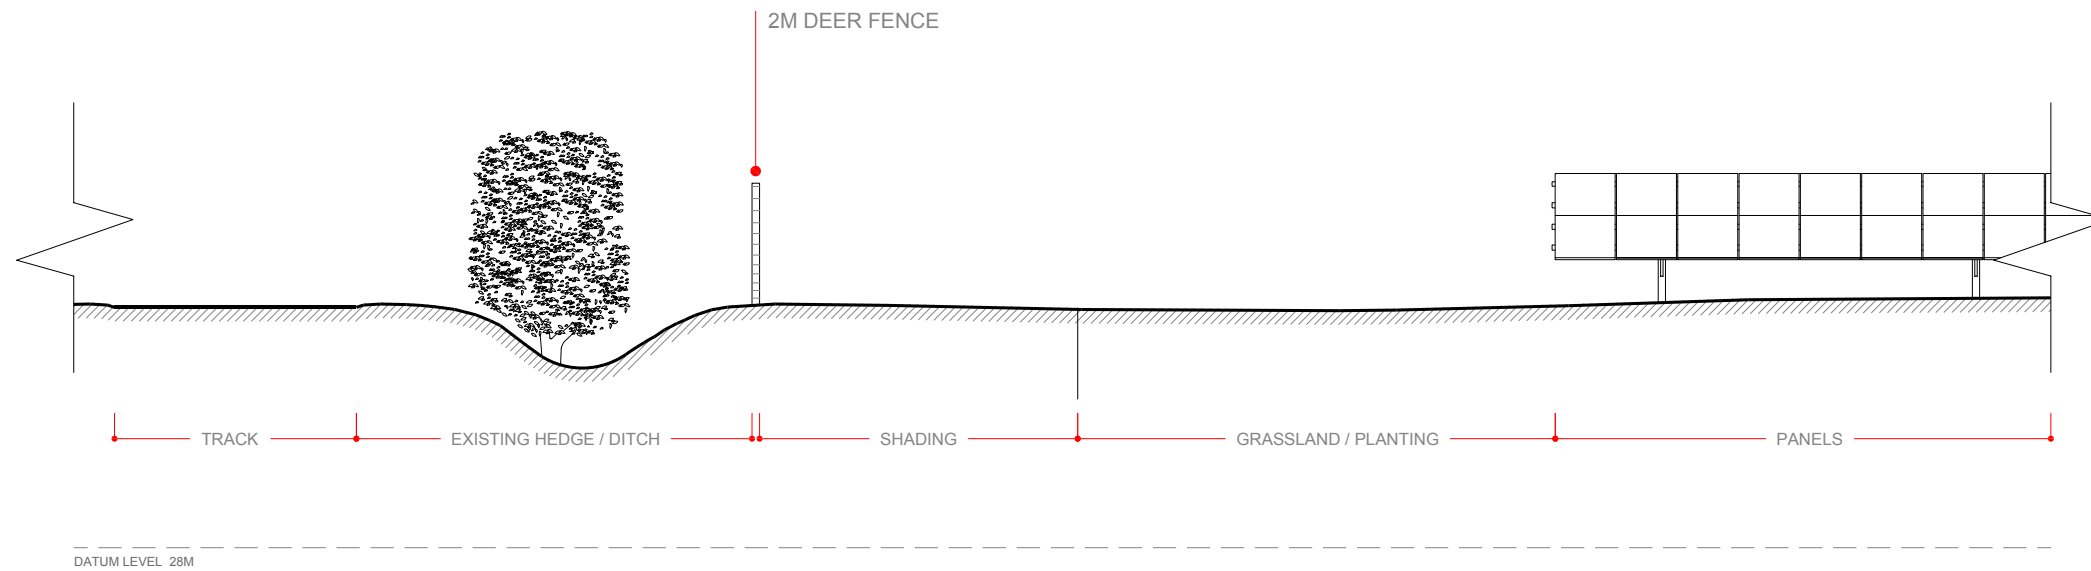 2M DEER FENCE
TRACK
EXISTING HEDGE / DITCH
SHADING
GRASSLAND / PLANTING
PANELS
DATUM LEVEL 28M